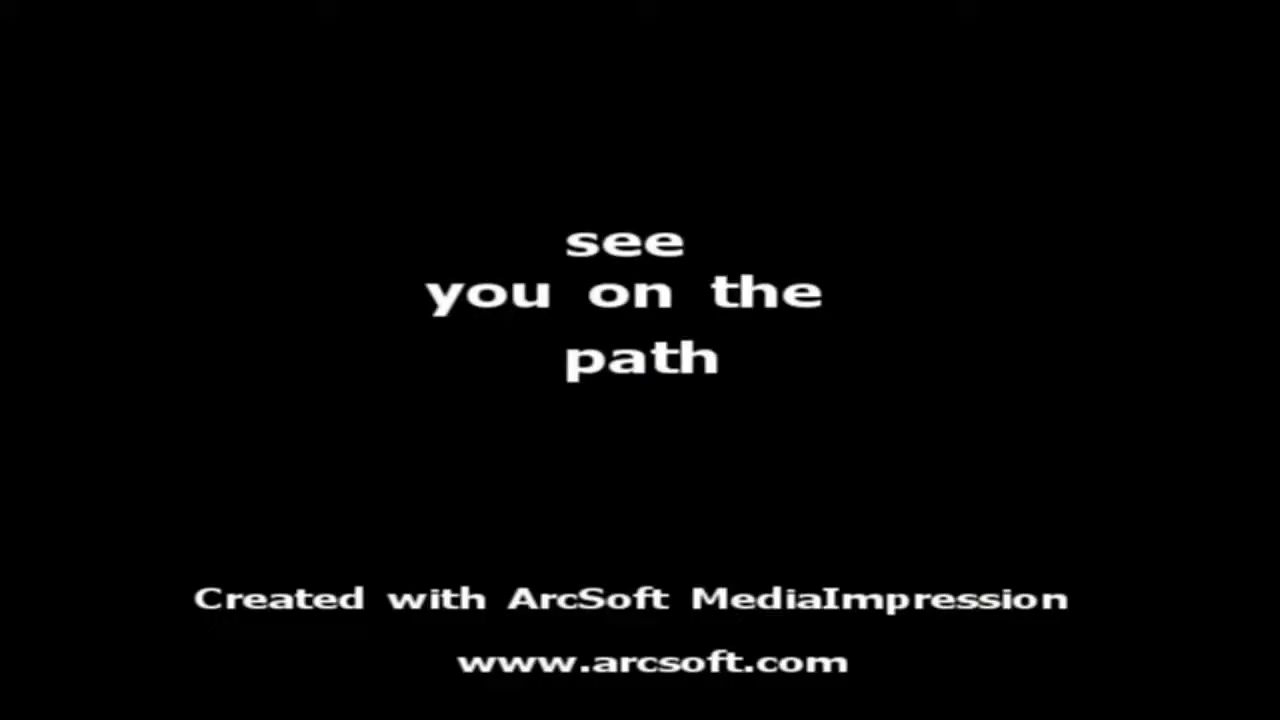 see
you on the
path
Created with ArcSoft MediaImpression
www.arcsoft.com